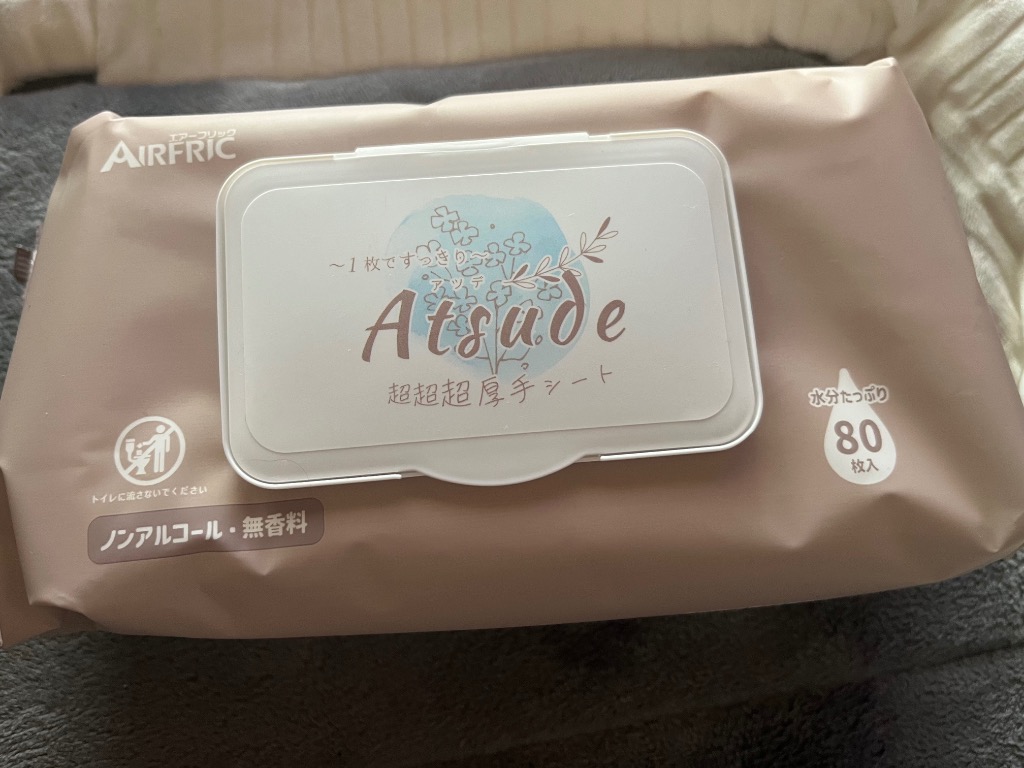 エアーフリック
AIRFRIC
〜1枚ですっきり〜
アツデ
Atsude
超超超厚手シート
水分たっぷり
80
枚入
トイレに流さないでください
ノンアルコール・無香料